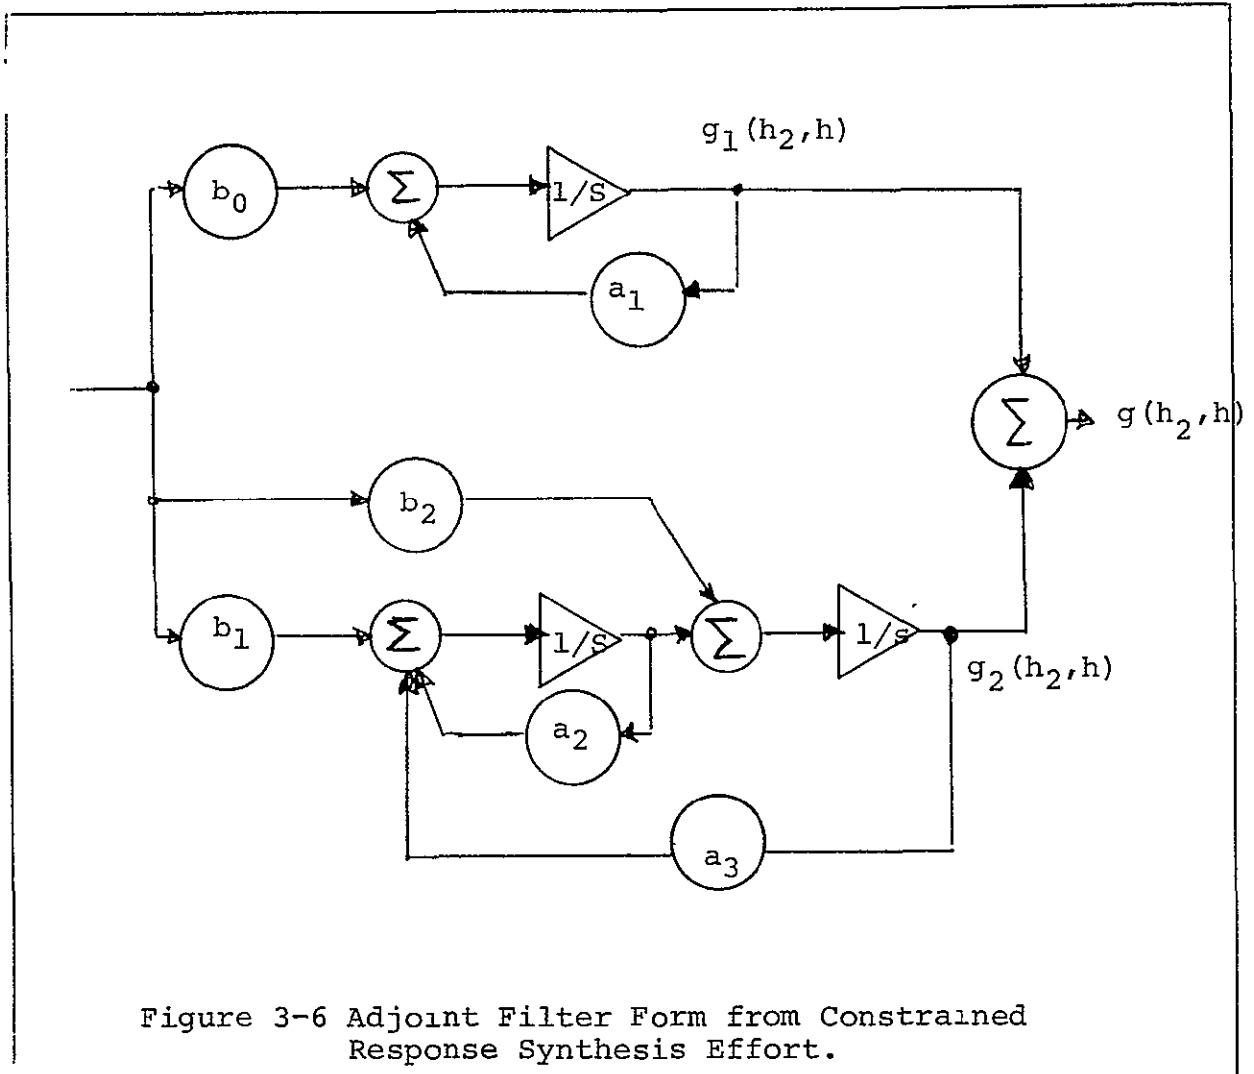 g₁(h₂,h)
b₀
Σ
1/S
a₁
Σ
g(h₂,h)
b₂
b₁
Σ
1/S
Σ
1/s
g₂(h₂,h)
a₂
a₃
Figure 3-6 Adjoint Filter Form from Constrained
Response Synthesis Effort.